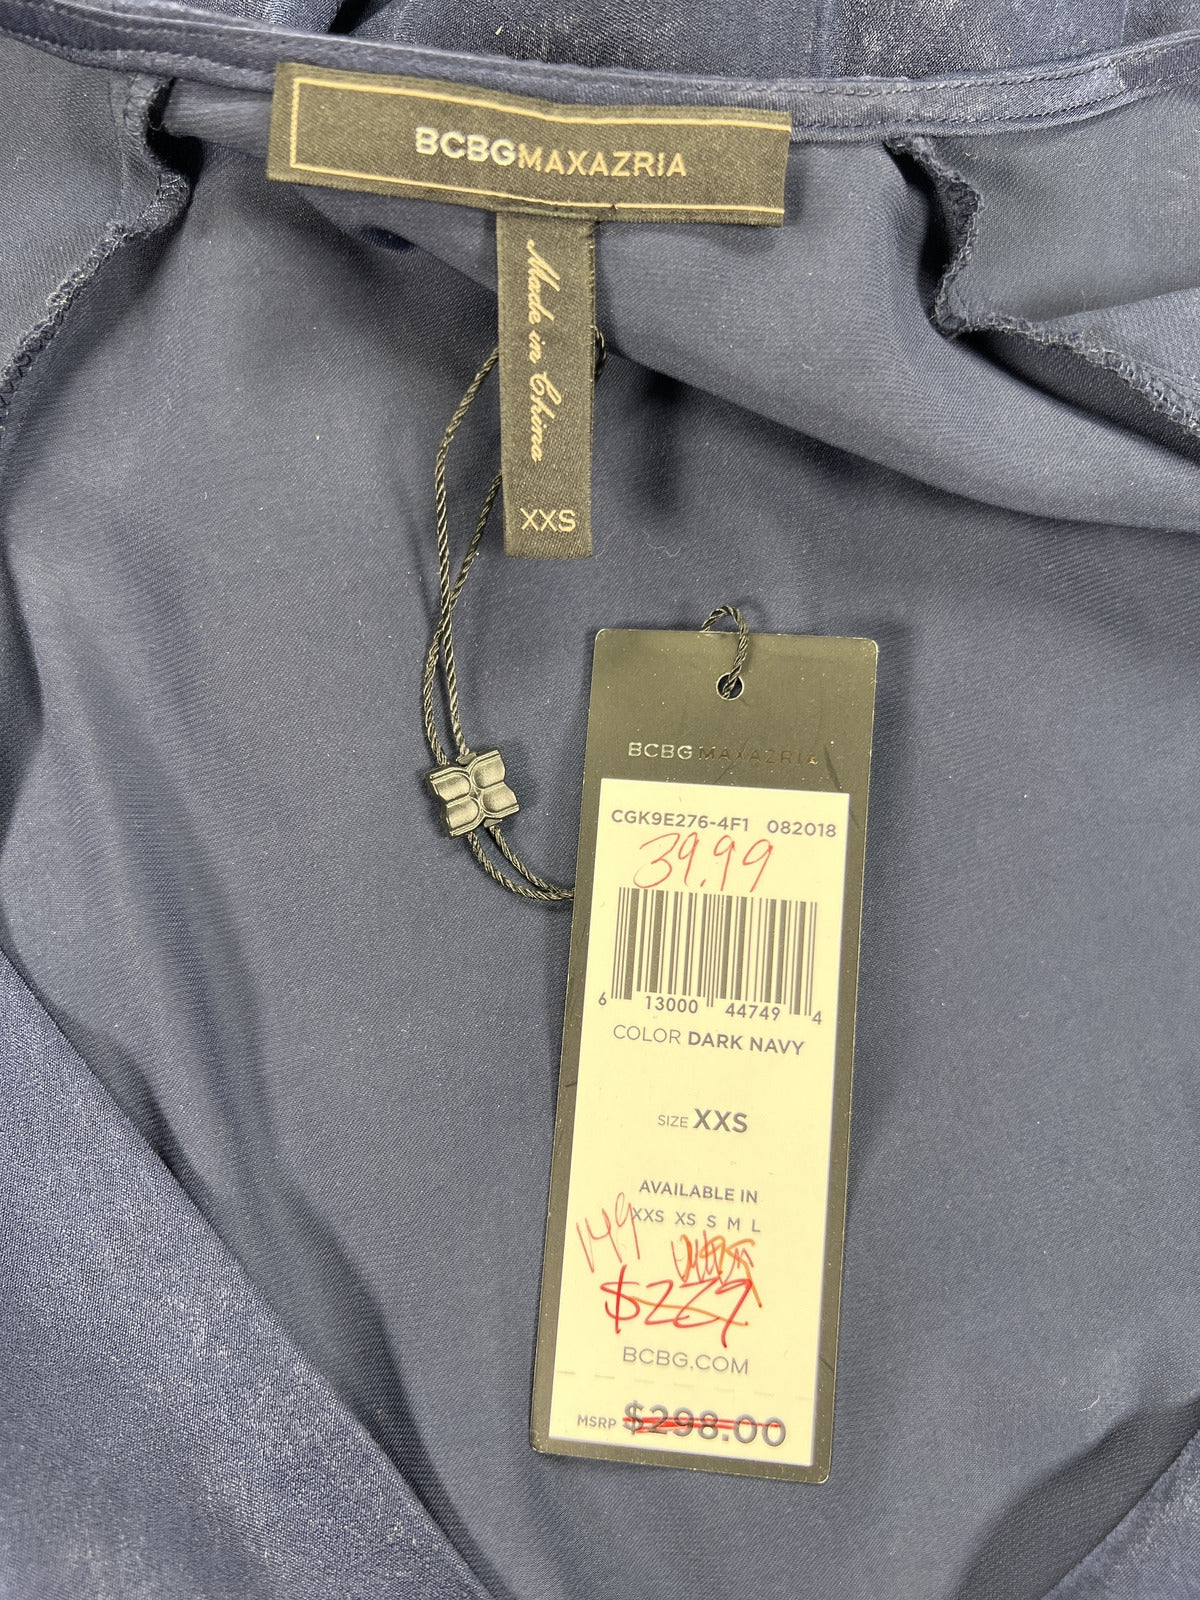 BCBGMAXAZRIA
Made in China
XXS
BCBGMAXAZRIA
CGK9E276-4F1 082018
39.99
6 13000 44749 4
COLOR DARK NAVY
SIZE XXS
AVAILABLE IN
XXS XS S M L
149
$229
BCBG.COM
MSRP $298.00